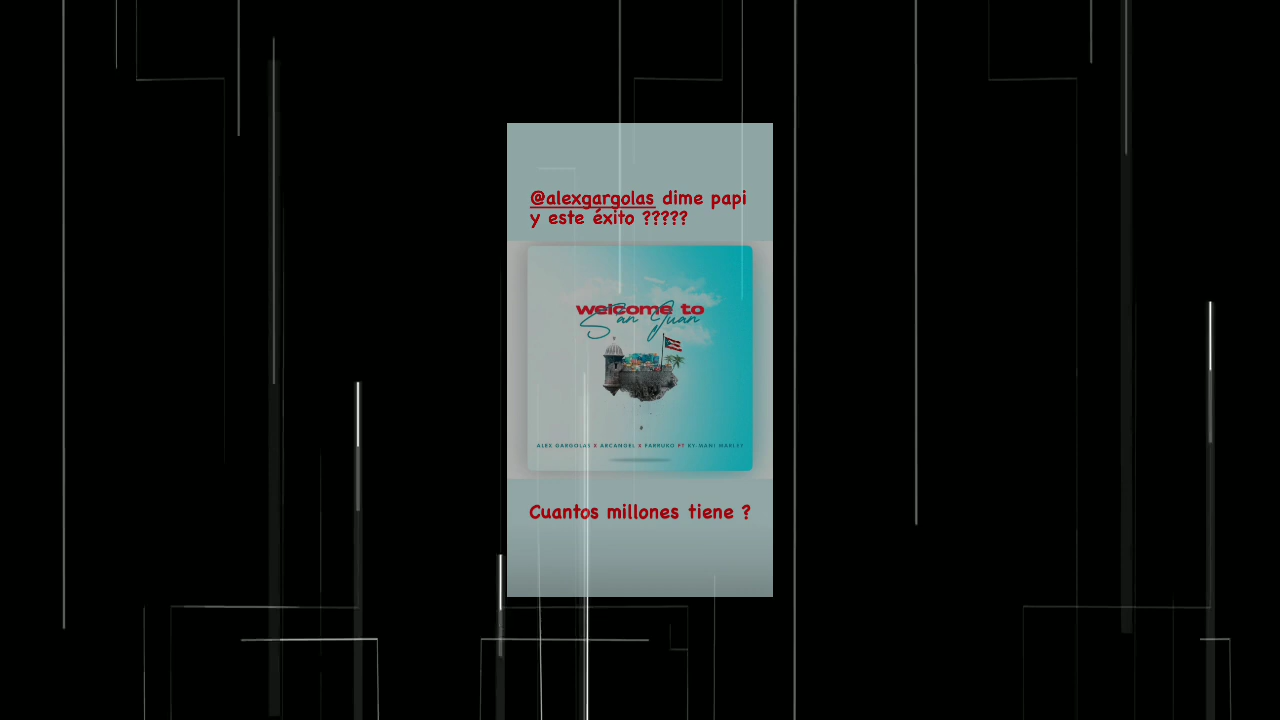 @alexgargolas dime papi
y este éxito ?????
welcome to
San Juan
ALEX GARGOLAS X ARCANGEL X FARRUKO FT KY-MANI MARLEY
Cuantos millones tiene ?